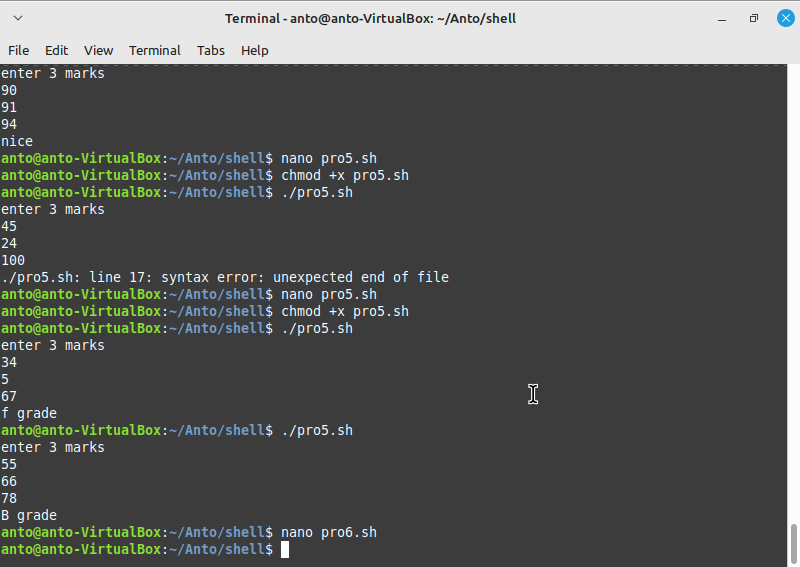 Terminal - anto@anto-VirtualBox: ~/Anto/shell
File Edit View Terminal Tabs Help
enter 3 marks
90
91
94
nice
anto@anto-VirtualBox:~/Anto/shell$ nano pro5.sh
anto@anto-VirtualBox:~/Anto/shell$ chmod +x pro5.sh
anto@anto-VirtualBox:~/Anto/shell$ ./pro5.sh
enter 3 marks
45
24
100
./pro5.sh: line 17: syntax error: unexpected end of file
anto@anto-VirtualBox:~/Anto/shell$ nano pro5.sh
anto@anto-VirtualBox:~/Anto/shell$ chmod +x pro5.sh
anto@anto-VirtualBox:~/Anto/shell$ ./pro5.sh
enter 3 marks
34
5
67
f grade
anto@anto-VirtualBox:~/Anto/shell$ ./pro5.sh
enter 3 marks
55
66
78
B grade
anto@anto-VirtualBox:~/Anto/shell$ nano pro6.sh
anto@anto-VirtualBox:~/Anto/shell$